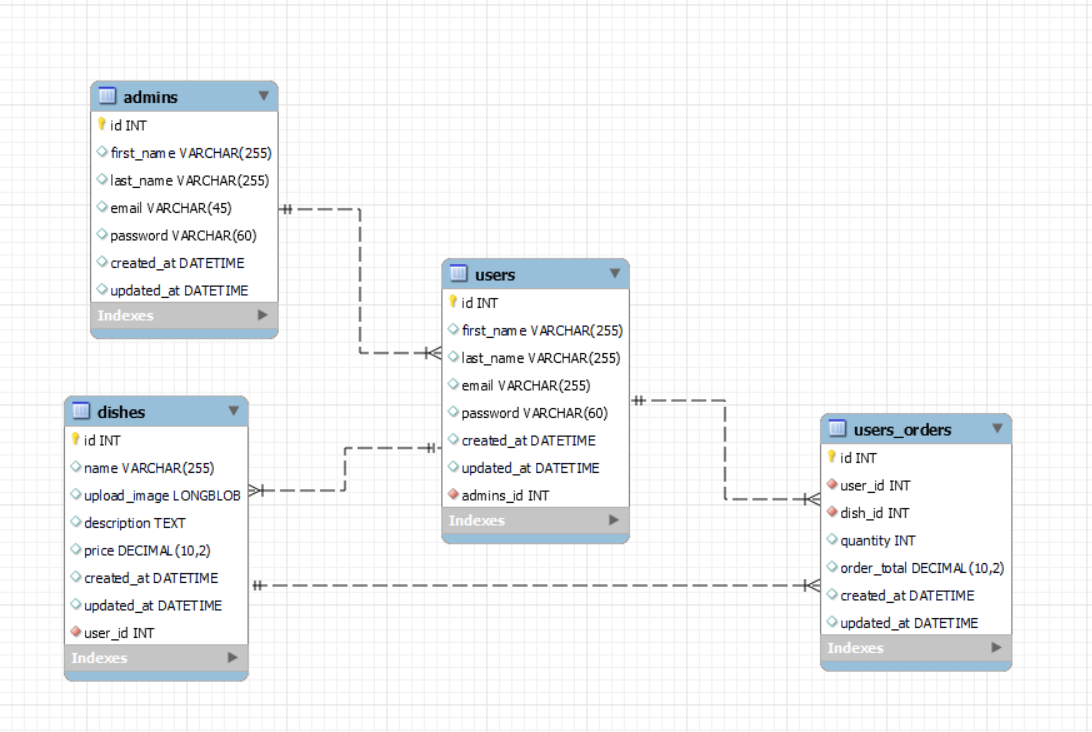 admins
id INT
first_name VARCHAR(255)
last_name VARCHAR(255)
email VARCHAR(45)
password VARCHAR(60)
created_at DATETIME
updated_at DATETIME
Indexes
users
id INT
first_name VARCHAR(255)
last_name VARCHAR(255)
email VARCHAR(255)
password VARCHAR(60)
created_at DATETIME
updated_at DATETIME
admins_id INT
Indexes
dishes
id INT
name VARCHAR(255)
upload_image LONGBLOB
description TEXT
price DECIMAL(10,2)
created_at DATETIME
updated_at DATETIME
user_id INT
Indexes
users_orders
id INT
user_id INT
dish_id INT
quantity INT
order_total DECIMAL(10,2)
created_at DATETIME
updated_at DATETIME
Indexes